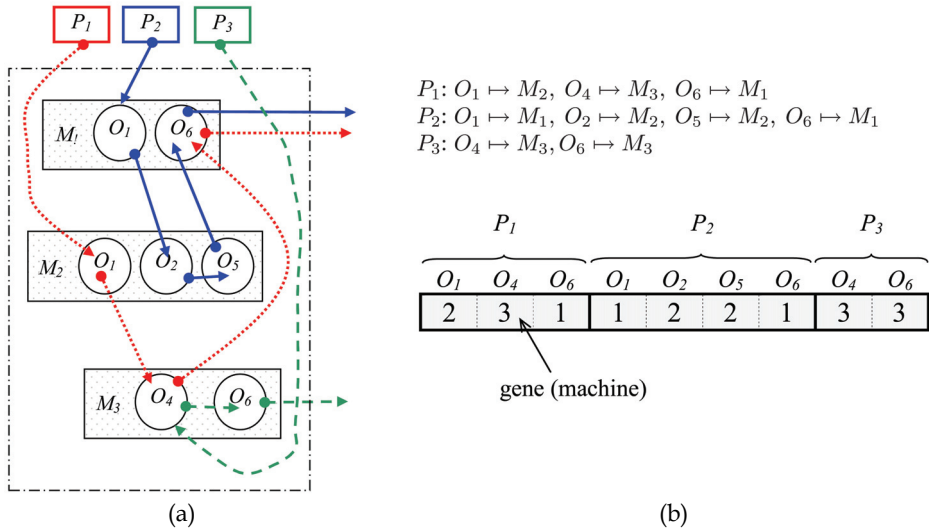 P1 P2 P3
M! O1 O6
M2 O1 O2 O5
M3 O4 O6
(a)
P1: O1 ↦ M2, O4 ↦ M3, O6 ↦ M1
P2: O1 ↦ M1, O2 ↦ M2, O5 ↦ M2, O6 ↦ M1
P3: O4 ↦ M3, O6 ↦ M3
P1 P2 P3
O1 O4 O6 O1 O2 O5 O6 O4 O6
2 3 1 1 2 2 1 3 3
gene (machine)
(b)